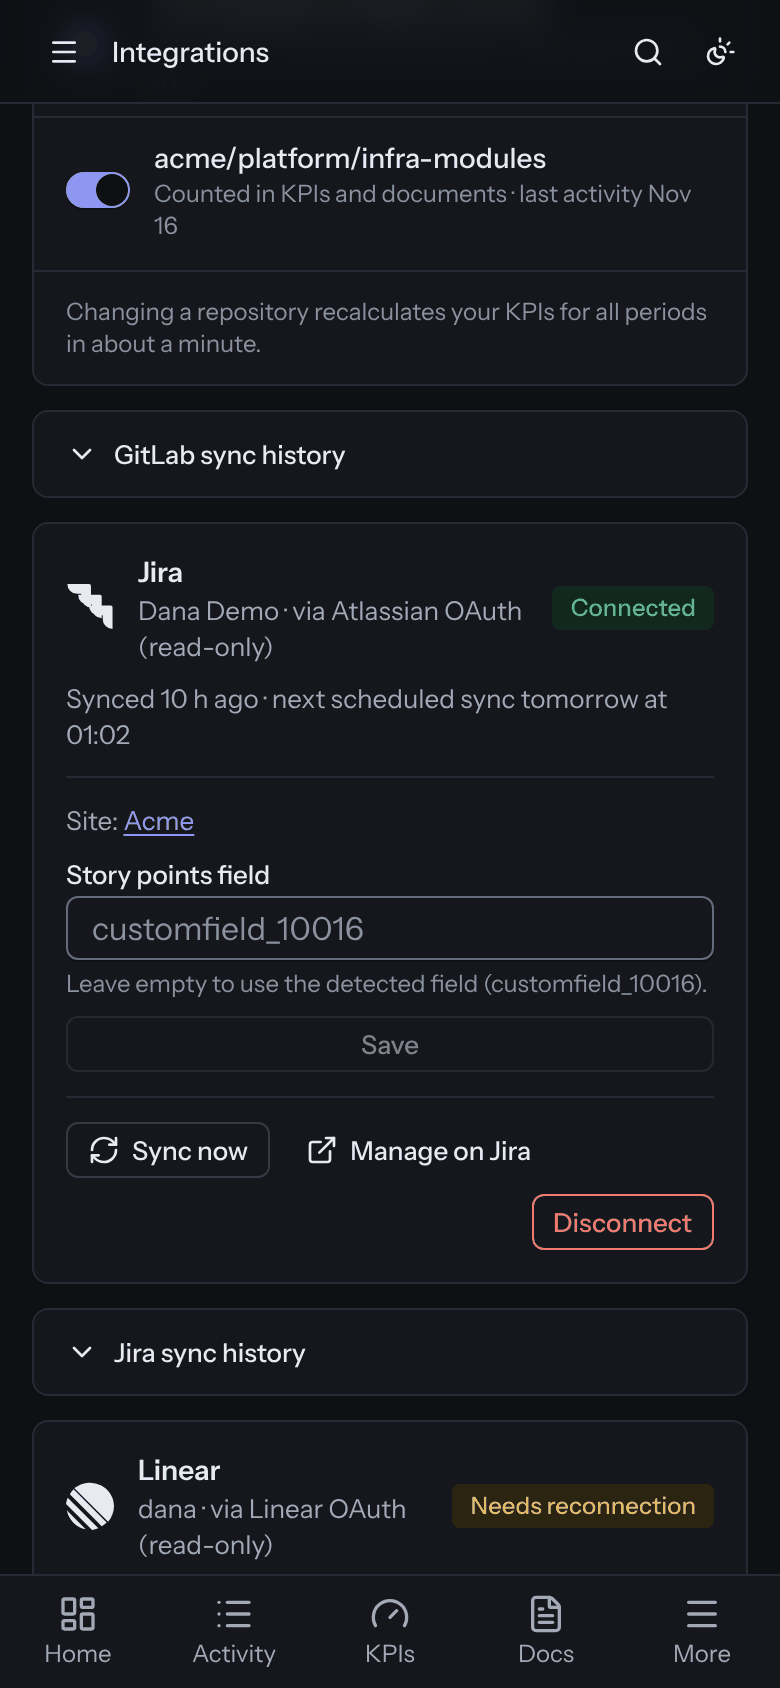 Integrations
acme/platform/infra-modules
Counted in KPIs and documents · last activity Nov
16
Changing a repository recalculates your KPIs for all periods
in about a minute.
GitLab sync history
Jira
Dana Demo · via Atlassian OAuth
(read-only)
Connected
Synced 10 h ago · next scheduled sync tomorrow at
01:02
Site: Acme
Story points field
customfield_10016
Leave empty to use the detected field (customfield_10016).
Save
Sync now
Manage on Jira
Disconnect
Jira sync history
Linear
dana · via Linear OAuth
(read-only)
Needs reconnection
Home
Activity
KPIs
Docs
More